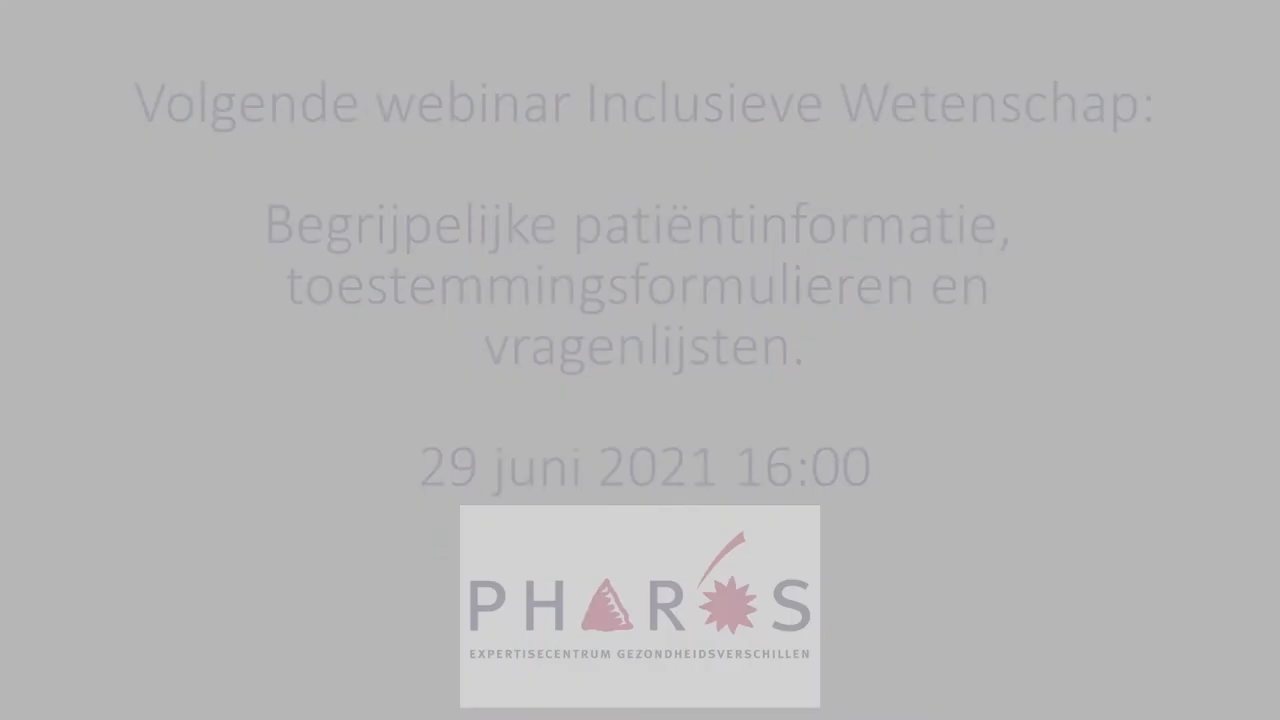 Volgende webinar Inclusieve Wetenschap:
Begrijpelijke patiëntinformatie,
toestemmingsformulieren en
vragenlijsten.
29 juni 2021 16:00
PHAROS
EXPERTISECENTRUM GEZONDHEIDSVERSCHILLEN